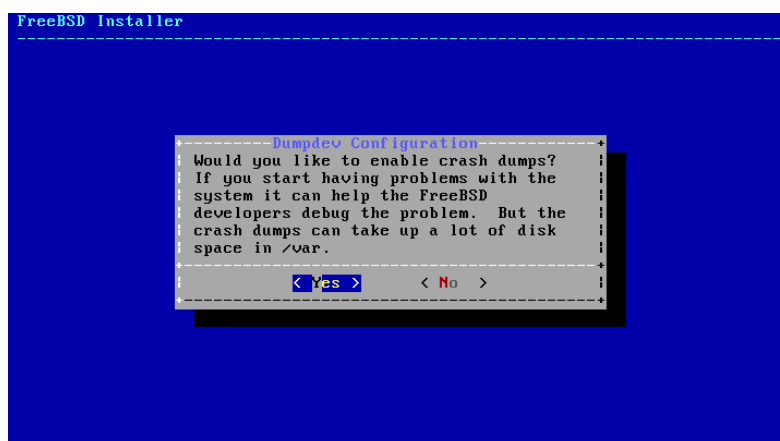 FreeBSD Installer
Dumpdev Configuration
Would you like to enable crash dumps?
If you start having problems with the
system it can help the FreeBSD
developers debug the problem.  But the
crash dumps can take up a lot of disk
space in /var.
< Yes >     < No  >